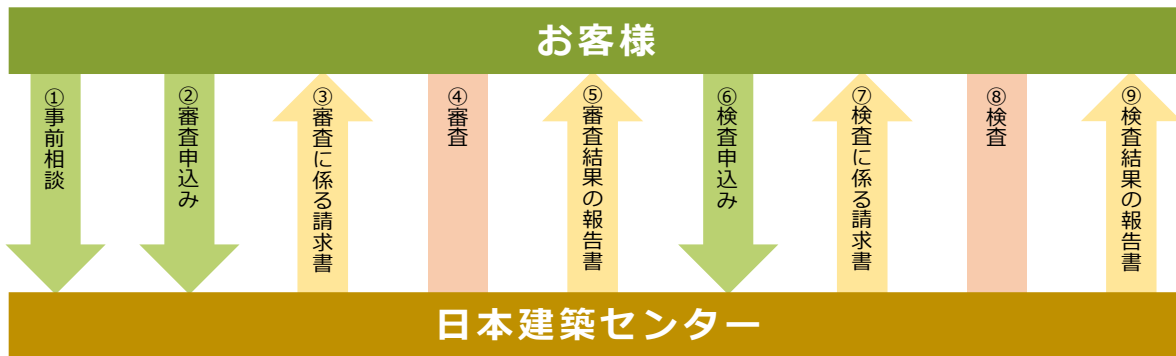 お客様
①事前相談
②審査申込み
③審査に係る請求書
④審査
⑤審査結果の報告書
⑥検査申込み
⑦検査に係る請求書
⑧検査
⑨検査結果の報告書
日本建築センター